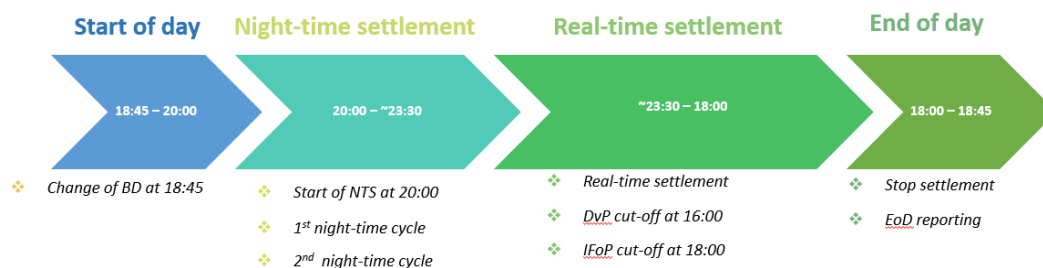 Start of day
Night-time settlement
Real-time settlement
End of day
18:45 – 20:00
20:00 – ~23:30
~23:30 – 18:00
18:00 – 18:45
Change of BD at 18:45
Start of NTS at 20:00
1st night-time cycle
2nd night-time cycle
Real-time settlement
DvP cut-off at 16:00
IFoP cut-off at 18:00
Stop settlement
EoD reporting